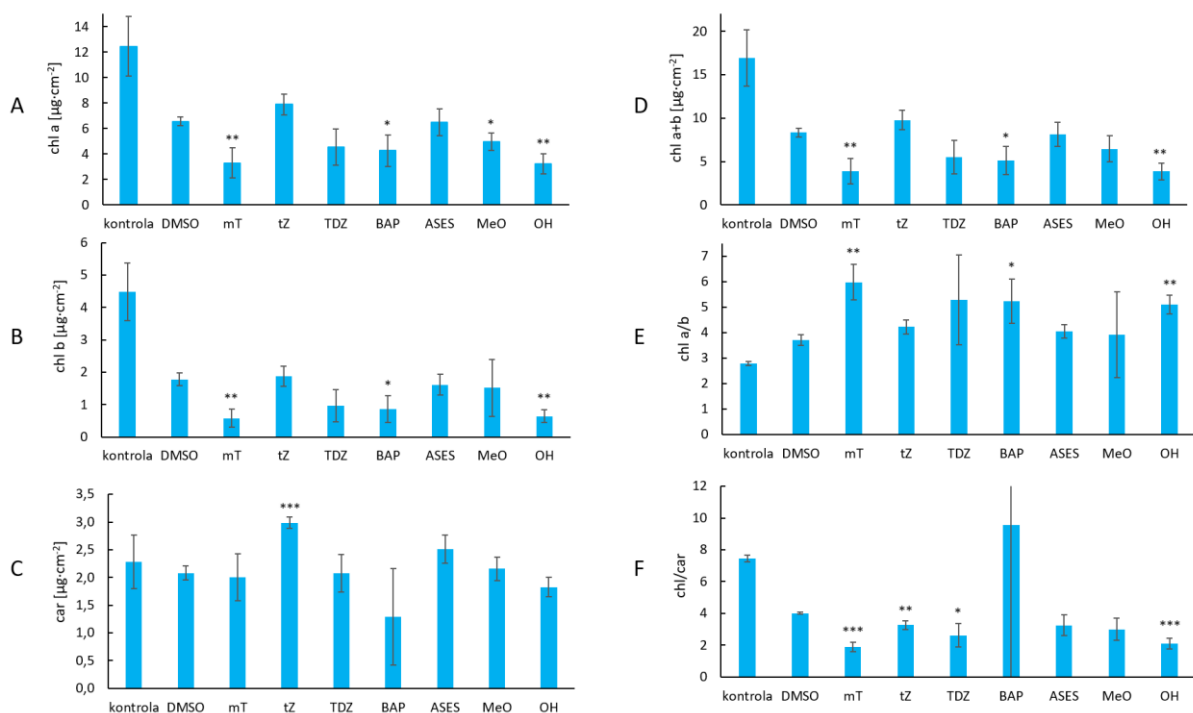 A
chl a [µg·cm-2]
14
12
10
8
6
4
2
0
** * * **
kontrola DMSO mT tZ TDZ BAP ASES MeO OH
B
chl b [µg·cm-2]
6
5
4
3
2
1
0
** * **
kontrola DMSO mT tZ TDZ BAP ASES MeO OH
C
car [µg·cm-2]
3,5
3,0
2,5
2,0
1,5
1,0
0,5
0,0
***
kontrola DMSO mT tZ TDZ BAP ASES MeO OH
D
chl a+b [µg·cm-2]
20
15
10
5
0
** * **
kontrola DMSO mT tZ TDZ BAP ASES MeO OH
E
chl a/b
7
6
5
4
3
2
1
0
** * **
kontrola DMSO mT tZ TDZ BAP ASES MeO OH
F
chl/car
12
10
8
6
4
2
0
*** ** * ***
kontrola DMSO mT tZ TDZ BAP ASES MeO OH